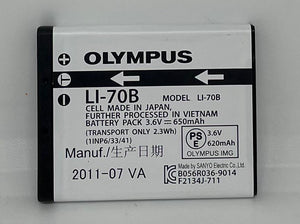 OLYMPUS
LI-70B MODEL LI-70B
CELL MADE IN JAPAN,
FURTHER PROCESSED IN VIETNAM
BATTERY PACK 3.6V ⎓ 650mAh
(TRANSPORT ONLY 2.3Wh)
(1INP6/33/41)
PS E
3.6V
620mAh
OLYMPUS IMG
Manuf./生产日期
2011-07 VA
MADE BY SANYO ELECTRIC
B056R036-9014
F2134J-711